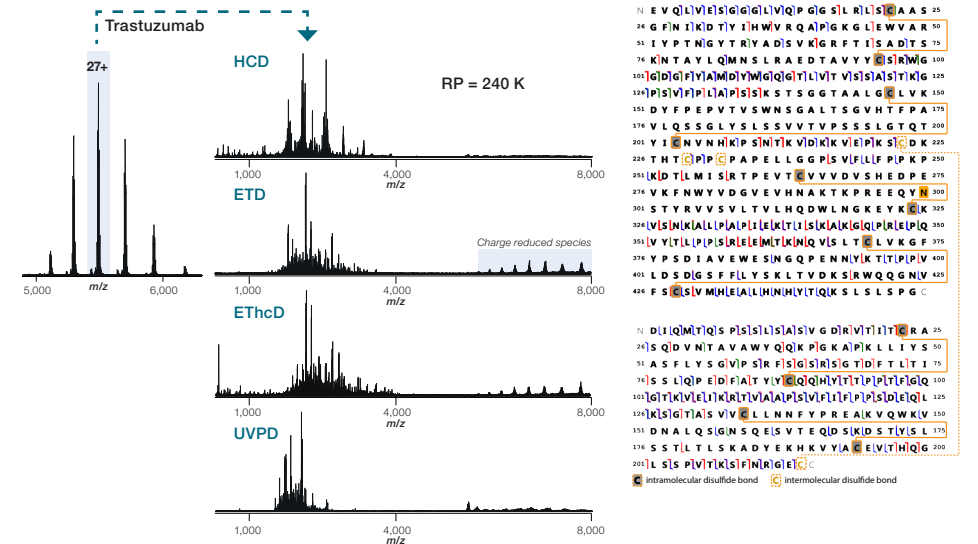 Trastuzumab
27+
5,000
6,000
m/z
HCD
RP = 240 K
1,000
4,000
8,000
m/z
ETD
Charge reduced species
1,000
4,000
8,000
m/z
EThcD
1,000
4,000
8,000
m/z
UVPD
1,000
4,000
8,000
m/z
N E V Q L V E S G G G L V Q P G G S L R L S C A A S 25
26 G F N I K D T Y I H W V R Q A P G K G L E W V A R 50
51 I Y P T N G Y T R Y A D S V K G R F T I S A D T S 75
76 K N T A Y L Q M N S L R A E D T A V Y Y C S R W G 100
101 G D G F Y A M D Y W G Q G T L V T V S S A S T K G 125
126 P S V F P L A P S S K S T S G G T A A L G C L V K 150
151 D Y F P E P V T V S W N S G A L T S G V H T F P A 175
176 V L Q S S G L Y S L S S V V T V P S S S L G T Q T 200
201 Y I C N V N H K P S N T K V D K K V E P K S C D K 225
226 T H T C P P C P A P E L L G G P S V F L F P P K P 250
251 K D T L M I S R T P E V T C V V V D V S H E D P E 275
276 V K F N W Y V D G V E V H N A K T K P R E E Q Y N 300
301 S T Y R V V S V L T V L H Q D W L N G K E Y K C K 325
326 V S N K A L P A P I E K T I S K A K G Q P R E P Q 350
351 V Y T L P P S R E E M T K N Q V S L T C L V K G F 375
376 Y P S D I A V E W E S N G Q P E N N Y K T T P P V 400
401 L D S D G S F F L Y S K L T V D K S R W Q Q G N V 425
426 F S C S V M H E A L H N H Y T Q K S L S L S P G C
N D I Q M T Q S P S S L S A S V G D R V T I T C R A 25
26 S Q D V N T A V A W Y Q Q K P G K A P K L L I Y S 50
51 A S F L Y S G V P S R F S G S R S G T D F T L T I 75
76 S S L Q P E D F A T Y Y C Q Q H Y T T P P T F G Q 100
101 G T K V E I K R T V A A P S V F I F P P S D E Q L 125
126 K S G T A S V V C L L N N F Y P R E A K V Q W K V 150
151 D N A L Q S G N S Q E S V T E Q D S K D S T Y S L 175
176 S S T L T L S K A D Y E K H K V Y A C E V T H Q G 200
201 L S S P V T K S F N R G E C C
C intramolecular disulfide bond
C intermolecular disulfide bond